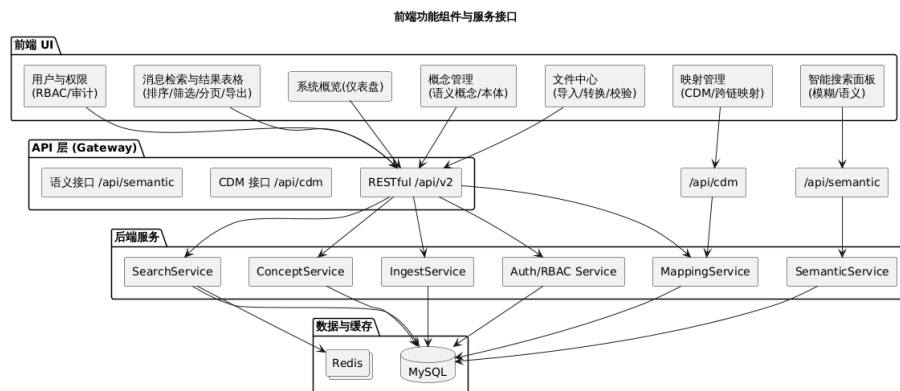 前端功能组件与服务接口
前端 UI
用户与权限
(RBAC/审计)
消息检索与结果表格
(排序/筛选/分页/导出)
系统概览(仪表盘)
概念管理
(语义概念/本体)
文件中心
(导入/转换/校验)
映射管理
(CDM/跨链映射)
智能搜索面板
(模糊/语义)
API 层 (Gateway)
语义接口 /api/semantic
CDM 接口 /api/cdm
RESTful /api/v2
/api/cdm
/api/semantic
后端服务
SearchService
ConceptService
IngestService
Auth/RBAC Service
MappingService
SemanticService
数据与缓存
Redis
MySQL